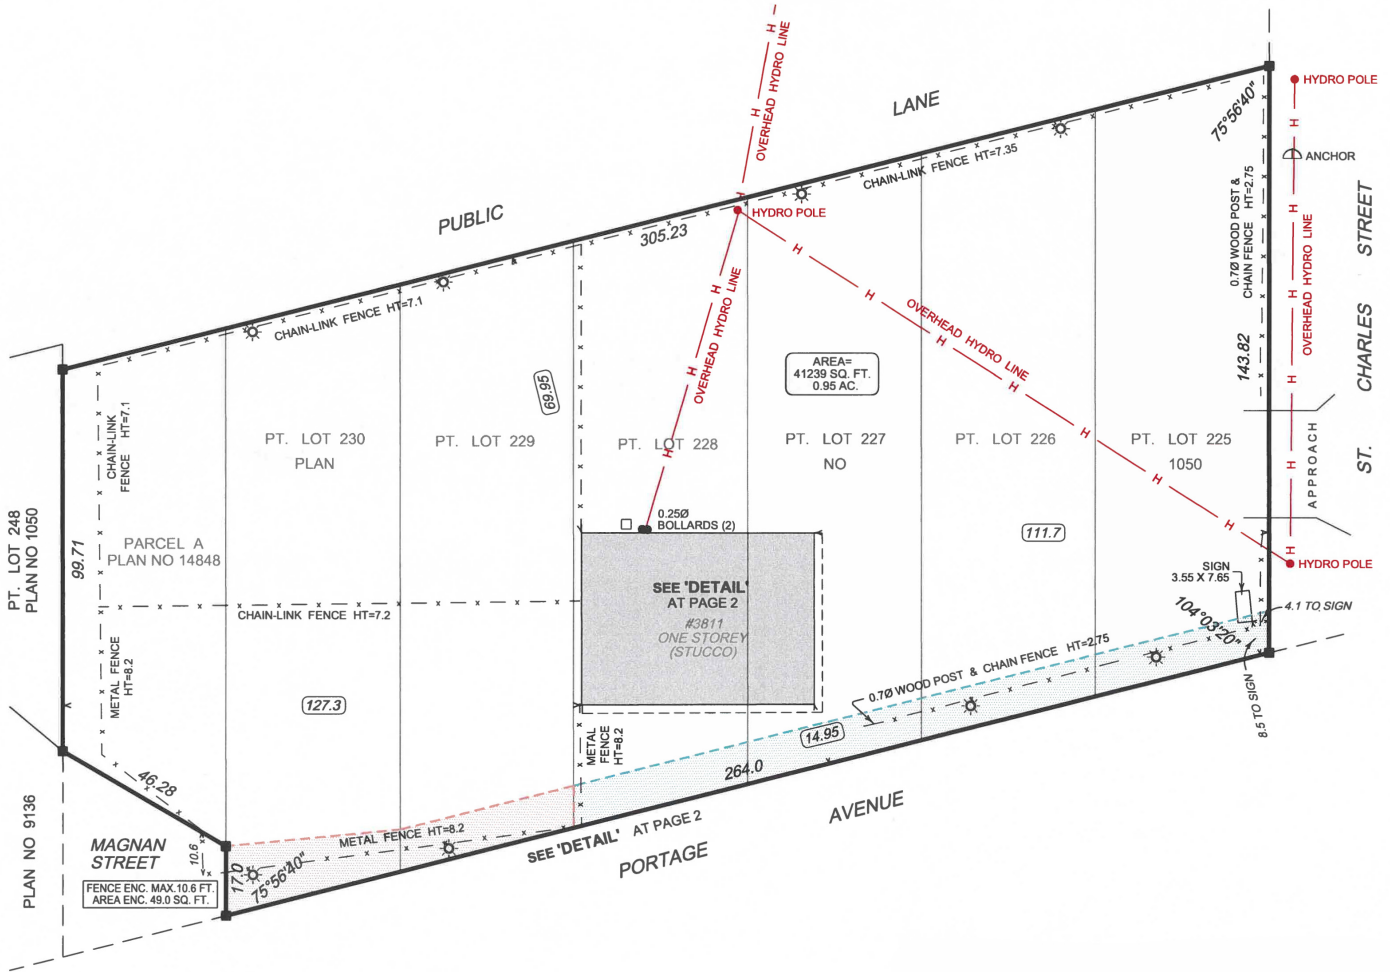 OVERHEAD HYDRO LINE
H
H
H
LANE
75°56'40"
HYDRO POLE
H
ANCHOR
PUBLIC
CHAIN-LINK FENCE HT=7.35
HYDRO POLE
305.23
0.7Ø WOOD POST &
CHAIN FENCE HT=2.75
H
ST. CHARLES STREET
OVERHEAD HYDRO LINE
H
H
H
H
H
CHAIN-LINK FENCE HT=7.1
OVERHEAD HYDRO LINE
H
H
H
OVERHEAD HYDRO LINE
H
H
H
H
H
H
H
143.82
AREA=
41239 SQ. FT.
0.95 AC.
69.95
CHAIN-LINK
FENCE HT=7.1
PT. LOT 230
PLAN
PT. LOT 229
PT. LOT 228
PT. LOT 227
NO
PT. LOT 226
PT. LOT 225
1050
APPROACH
PT. LOT 248
PLAN NO 1050
99.71
PARCEL A
PLAN NO 14848
0.25Ø
BOLLARDS (2)
111.7
HYDRO POLE
SIGN
3.55 X 7.65
4.1 TO SIGN
104°03'20"
8.5 TO SIGN
SEE 'DETAIL'
AT PAGE 2
#3811
ONE STOREY
(STUCCO)
CHAIN-LINK FENCE HT=7.2
METAL FENCE
HT=8.2
127.3
0.7Ø WOOD POST & CHAIN FENCE HT=2.75
14.95
METAL
FENCE
HT=8.2
264.0
46.28
AVENUE
PLAN NO 9136
MAGNAN
STREET
10.6
17.0
75°56'40"
METAL FENCE HT=8.2
SEE 'DETAIL' AT PAGE 2
PORTAGE
FENCE ENC. MAX.10.6 FT.
AREA ENC. 49.0 SQ. FT.